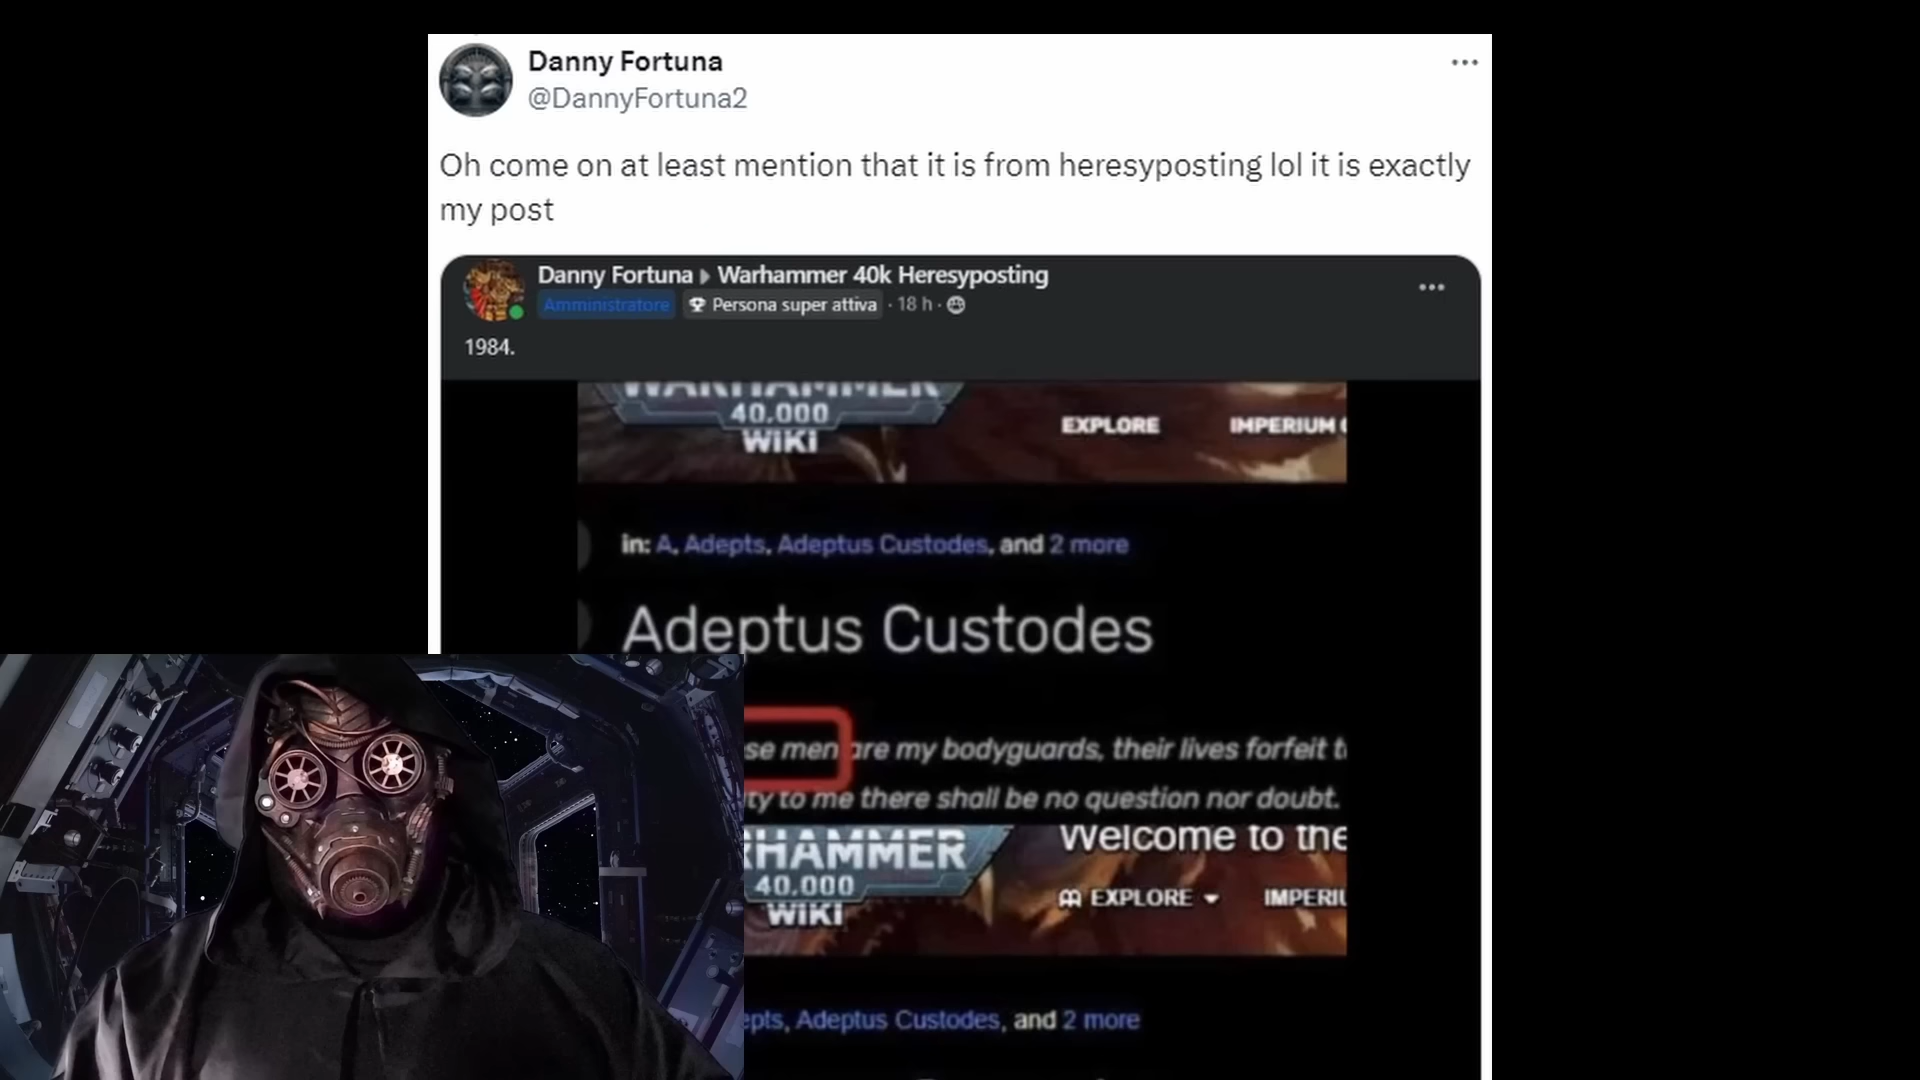 Danny Fortuna
@DannyFortuna2
Oh come on at least mention that it is from heresyposting lol it is exactly
my post
Danny Fortuna Warhammer 40k Heresyposting
Amministratore Persona super attiva · 18 h ·
1984.
WARHAMMER
40,000
WIKI
EXPLORE IMPERIUM
in: A, Adepts, Adeptus Custodes, and 2 more
Adeptus Custodes
men are my bodyguards, their lives forfeit
to me there shall be no question nor doubt.
Welcome to the
RHAMMER
40,000
WIKI
EXPLORE IMPERIU
epts, Adeptus Custodes, and 2 more